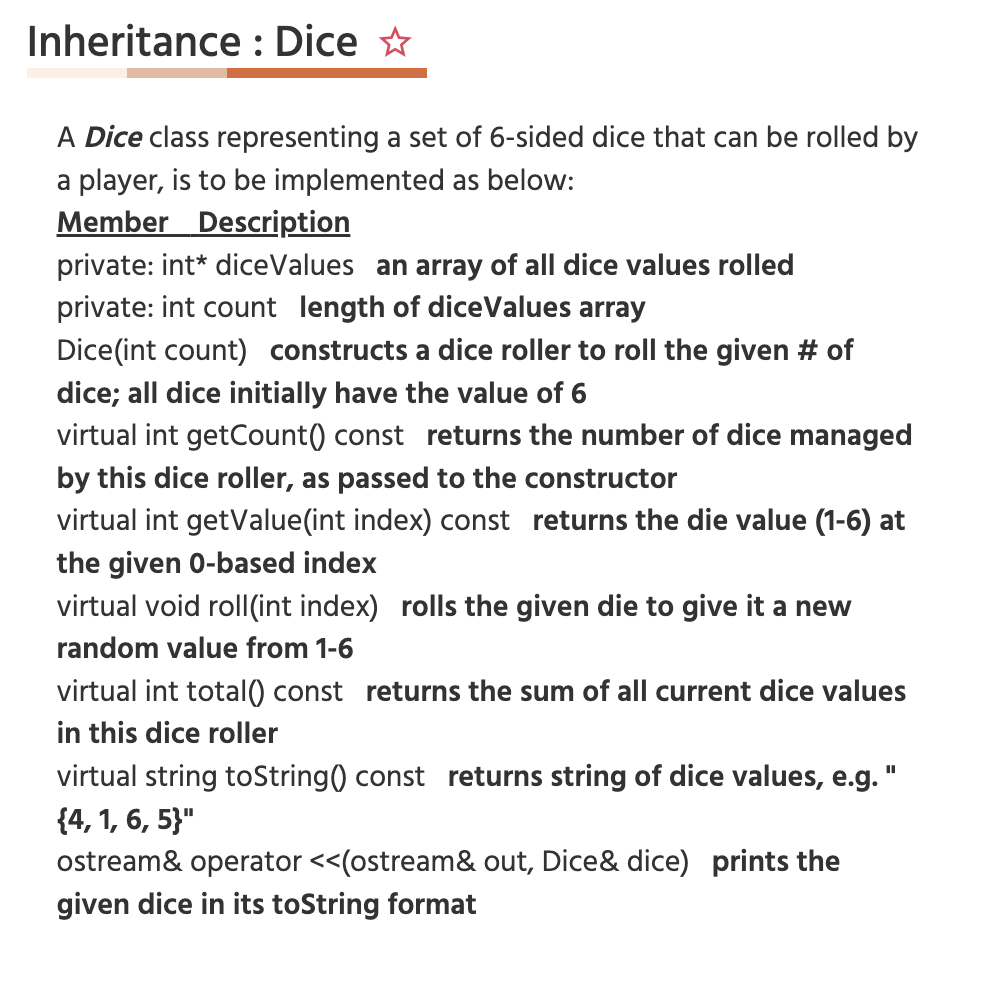 Inheritance : Dice
A Dice class representing a set of 6-sided dice that can be rolled by
a player, is to be implemented as below:
Member Description
private: int* diceValues an array of all dice values rolled
private: int count length of diceValues array
Dice(int count) constructs a dice roller to roll the given # of
dice; all dice initially have the value of 6
virtual int getCount() const returns the number of dice managed
by this dice roller, as passed to the constructor
virtual int getValue(int index) const returns the die value (1-6) at
the given 0-based index
virtual void roll(int index) rolls the given die to give it a new
random value from 1-6
virtual int total() const returns the sum of all current dice values
in this dice roller
virtual string toString() const returns string of dice values, e.g. "
{4, 1, 6, 5}"
ostream& operator <<(ostream& out, Dice& dice) prints the
given dice in its toString format